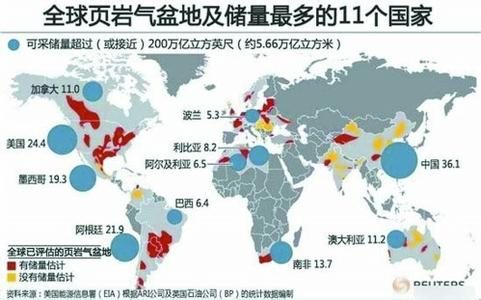 全球页岩气盆地及储量最多的11个国家
可采储量超过（或接近）200万亿立方英尺（约5.66万亿立方米）
加拿大 11.0
波兰 5.3
美国 24.4
利比亚 8.2
阿尔及利亚 6.5
中国 36.1
墨西哥 19.3
巴西 6.4
阿根廷 21.9
澳大利亚 11.2
南非 13.7
全球已评估的页岩气盆地
有储量估计
没有储量估计
REUTERS
资料来源：美国能源信息署（EIA）根据ARI公司及英国石油公司（BP）的统计数据编制